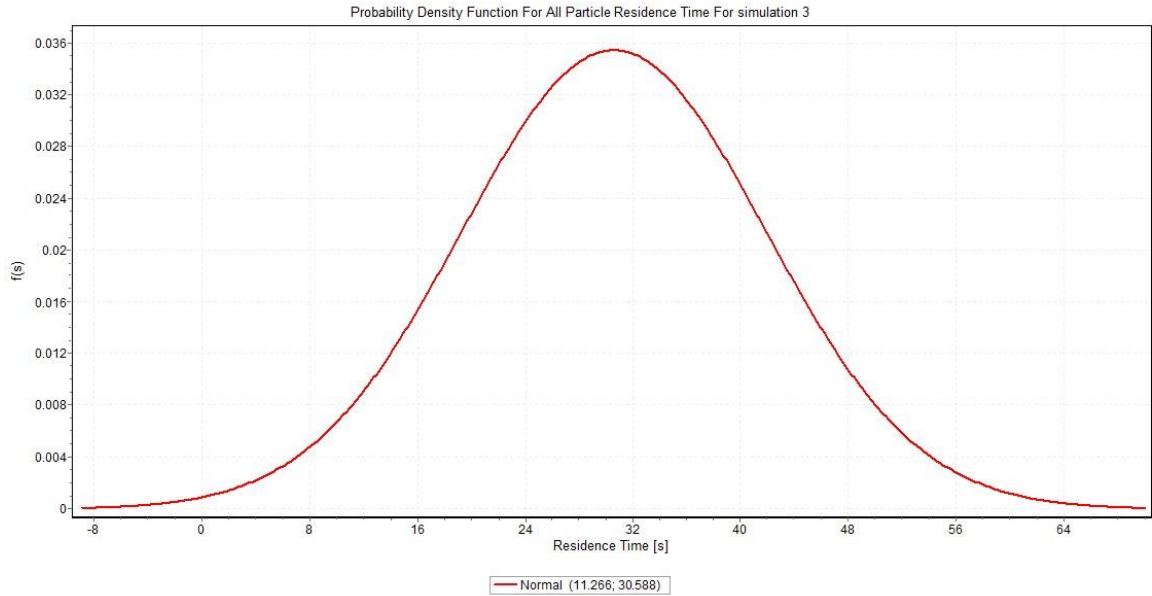 Probability Density Function For All Particle Residence Time For simulation 3
0.036
0.032
0.028
0.024
0.02
0.016
0.012
0.008
0.004
0
f(s)
-8 0 8 16 24 32 40 48 56 64
Residence Time [s]
Normal (11.266; 30.588)